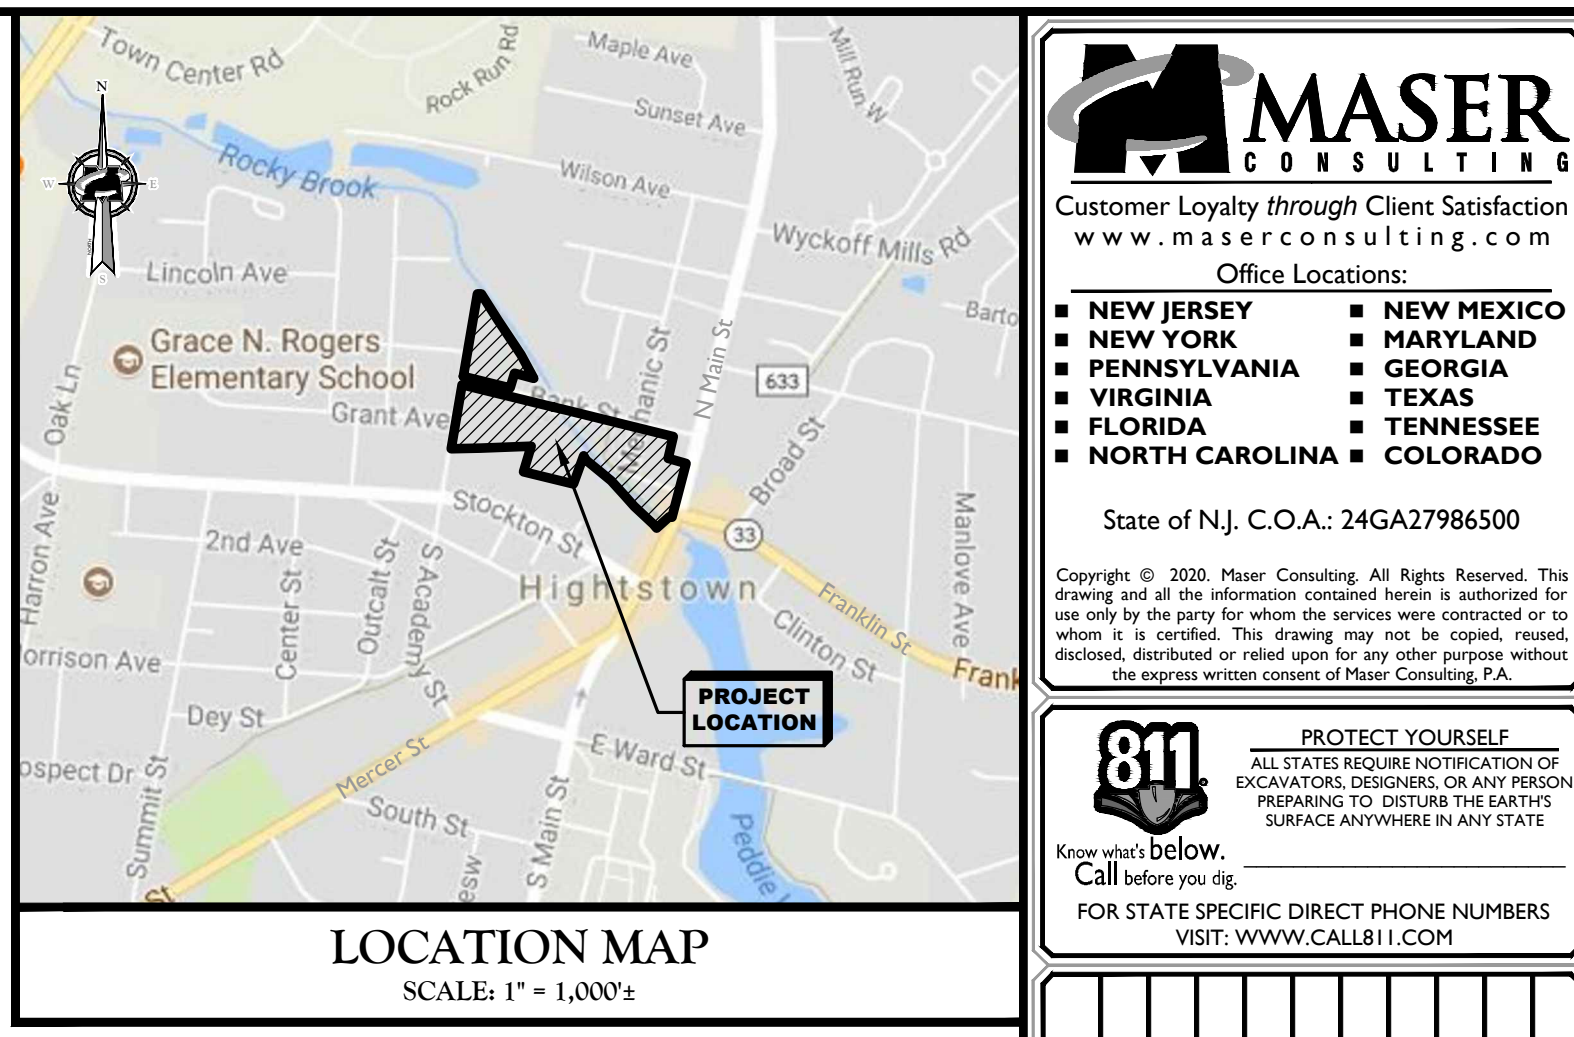 Town Center Rd
Rock Run Rd
Maple Ave
Mill Run W
Sunset Ave
N
Rocky Brook
Wilson Ave
W
E
Wyckoff Mills Rd
S
Lincoln Ave
Barto
Grace N. Rogers
Elementary School
Mechanic St
N Main St
633
Oak Ln
Grant Ave
Bank St
Broad St
Stockton St
Harron Ave
2nd Ave
33
Manlove Ave
Center St
Outcalt St
S Academy St
Hightstown
Franklin St
Clinton St
orrison Ave
Frank
PROJECT
LOCATION
Dey St
E Ward St
Mercer St
ospect Dr
Summit St
South St
S Main St
Peddie
esw
St
LOCATION MAP
SCALE: 1" = 1,000'±
MASER
CONSULTING
Customer Loyalty through Client Satisfaction
www.maserconsulting.com
Office Locations:
■ NEW JERSEY ■ NEW MEXICO
■ NEW YORK ■ MARYLAND
■ PENNSYLVANIA ■ GEORGIA
■ VIRGINIA ■ TEXAS
■ FLORIDA ■ TENNESSEE
■ NORTH CAROLINA ■ COLORADO
State of N.J. C.O.A.: 24GA27986500
Copyright © 2020. Maser Consulting. All Rights Reserved. This
drawing and all the information contained herein is authorized for
use only by the party for whom the services were contracted or to
whom it is certified. This drawing may not be copied, reused,
disclosed, distributed or relied upon for any other purpose without
the express written consent of Maser Consulting, P.A.
811
Know what's below.
Call before you dig.
PROTECT YOURSELF
ALL STATES REQUIRE NOTIFICATION OF
EXCAVATORS, DESIGNERS, OR ANY PERSON
PREPARING TO DISTURB THE EARTH'S
SURFACE ANYWHERE IN ANY STATE
FOR STATE SPECIFIC DIRECT PHONE NUMBERS
VISIT: WWW.CALL811.COM